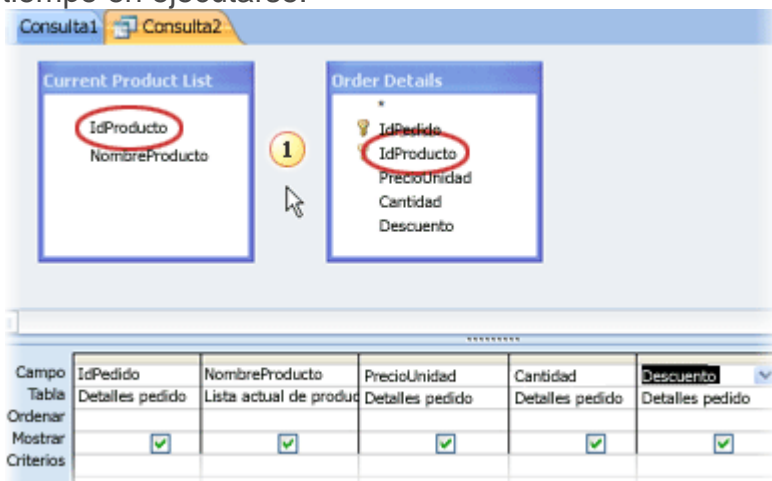 tiempo en ejecutarse.
Consulta1 Consulta2
Current Product List
IdProducto
NombreProducto
1
Order Details
*
IdPedido
IdProducto
PrecioUnidad
Cantidad
Descuento
Campo IdPedido NombreProducto PrecioUnidad Cantidad Descuento
Tabla Detalles pedido Lista actual de produc Detalles pedido Detalles pedido Detalles pedido
Ordenar
Mostrar
Criterios